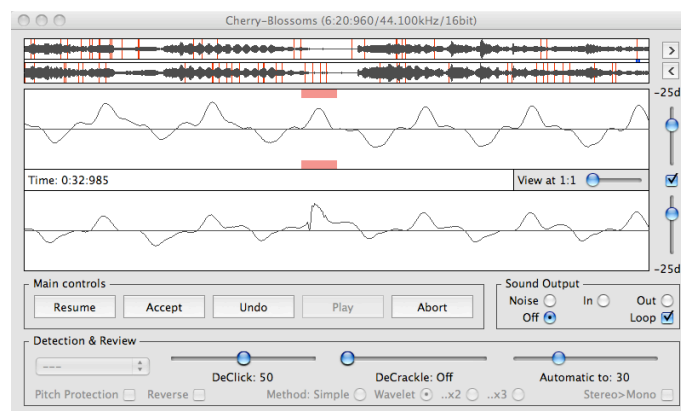 Cherry-Blossoms (6:20:960/44.100kHz/16bit)
>
<
-25d
Time: 0:32:985 View at 1:1
-25d
Main controls Sound Output
Noise In Out
Resume Accept Undo Play Abort
Off Loop
Detection & Review
---
DeClick: 50 DeCrackle: Off Automatic to: 30
Pitch Protection Reverse Method: Simple Wavelet ..x2 ..x3 Stereo>Mono